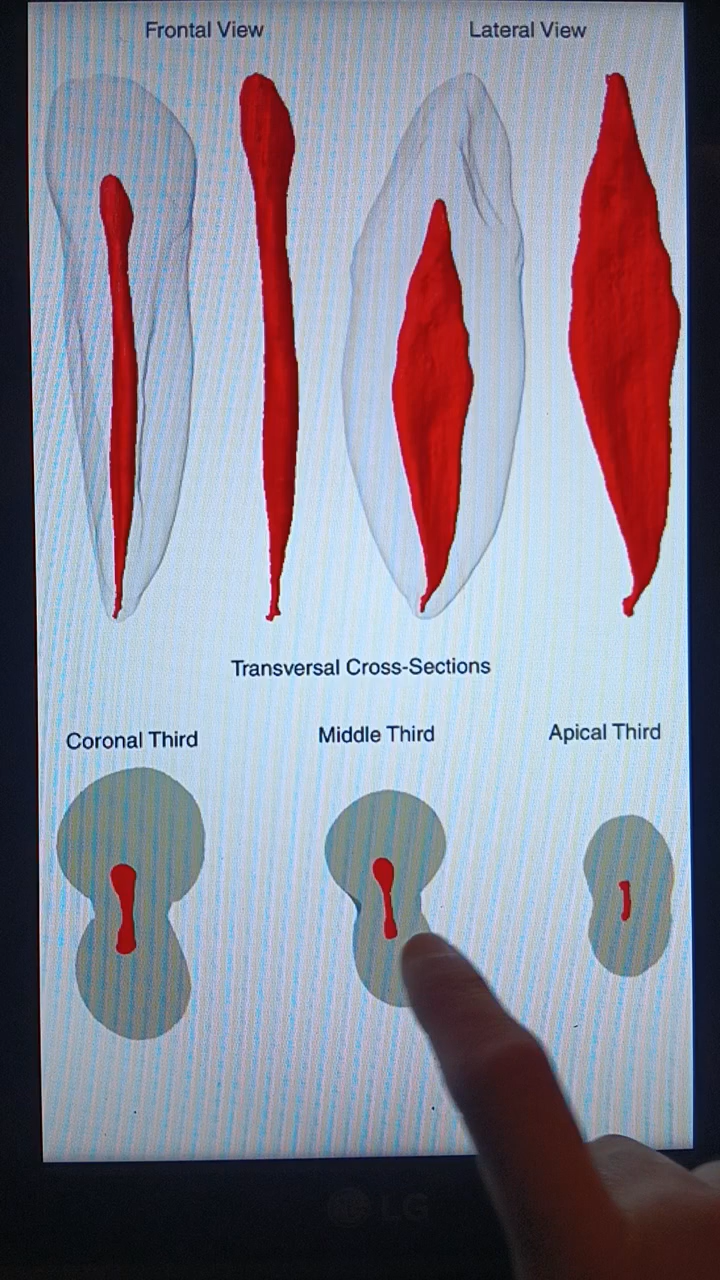 Frontal View
Lateral View
Transversal Cross-Sections
Coronal Third
Middle Third
Apical Third
LG